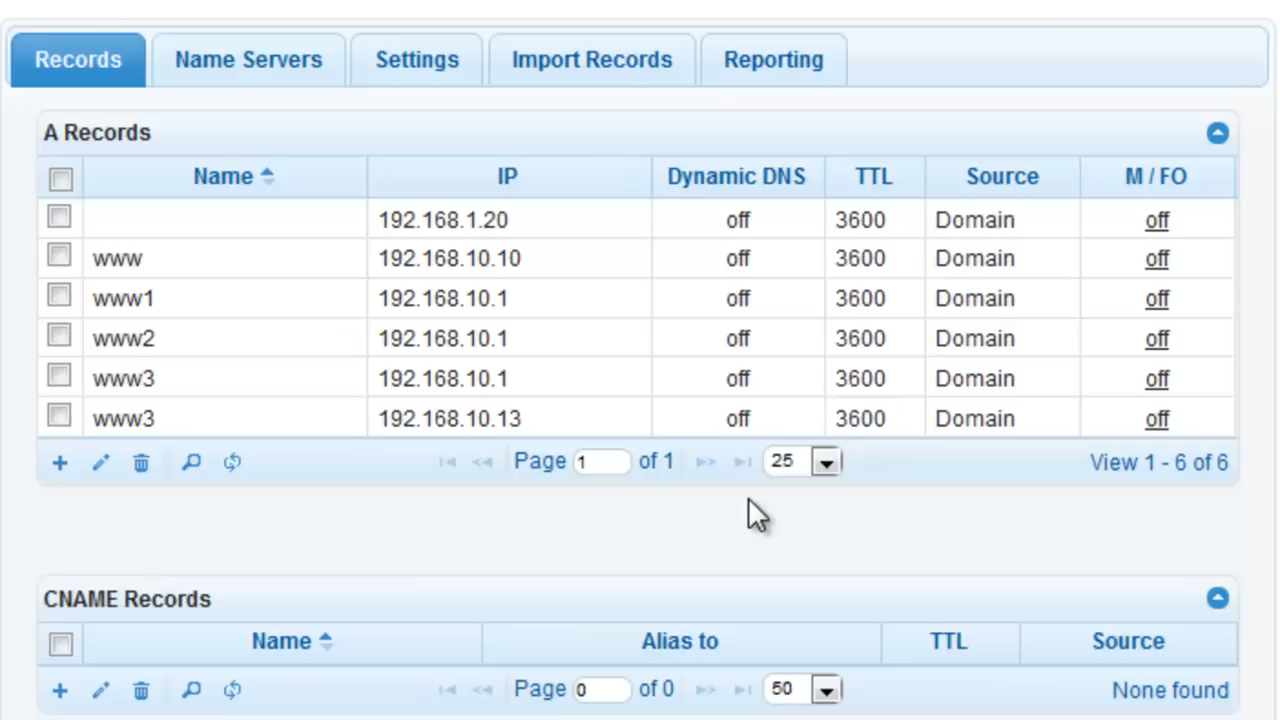 Records Name Servers Settings Import Records Reporting
A Records
Name IP Dynamic DNS TTL Source M / FO
192.168.1.20 off 3600 Domain off
www 192.168.10.10 off 3600 Domain off
www1 192.168.10.1 off 3600 Domain off
www2 192.168.10.1 off 3600 Domain off
www3 192.168.10.1 off 3600 Domain off
www3 192.168.10.13 off 3600 Domain off
Page 1 of 1 25 View 1 - 6 of 6
CNAME Records
Name Alias to TTL Source
Page 0 of 0 50 None found